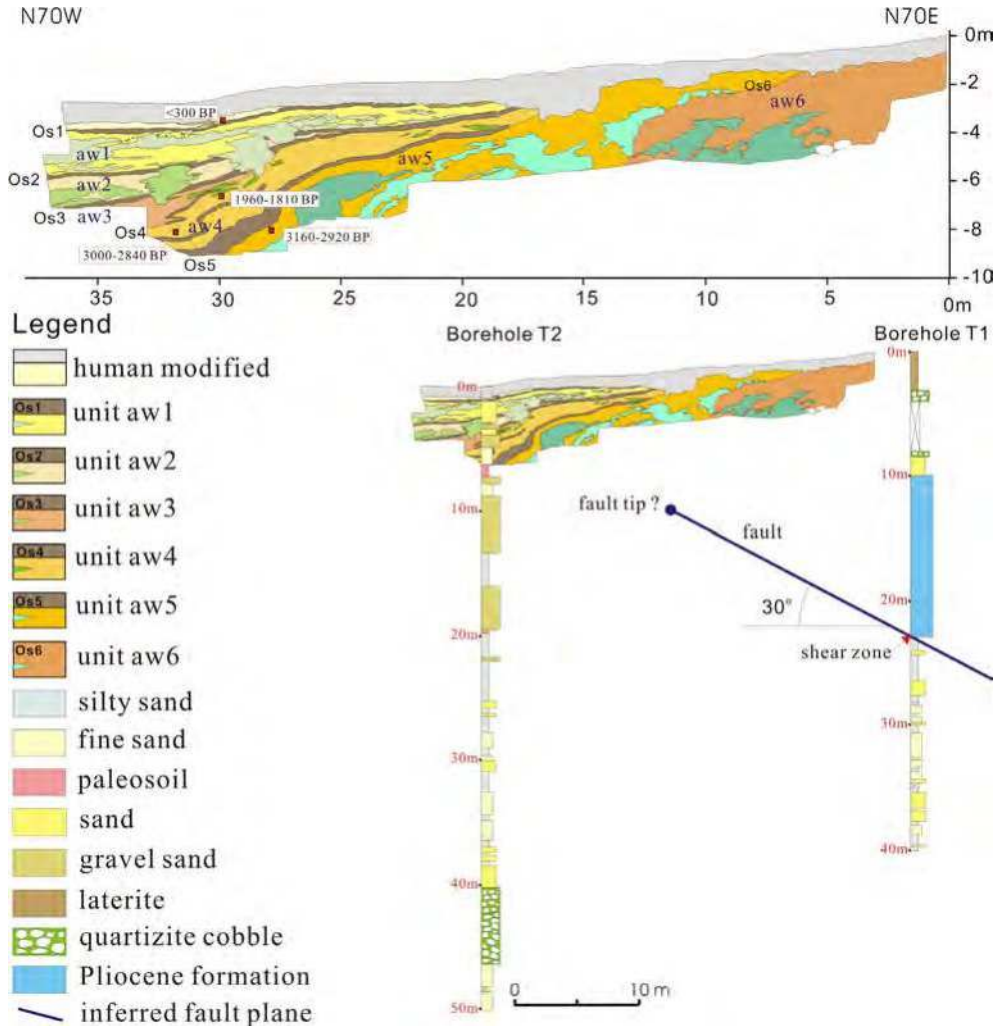 N70W
N70E
0m
-2
-4
-6
-8
-10
<300 BP
Os1
aw1
Os2
aw2
Os3
aw3
Os4
aw4
Os5
aw5
Os6
aw6
1960-1810 BP
3160-2920 BP
3000-2840 BP
35
30
25
20
15
10
5
0m
Legend
human modified
Os1
unit aw1
Os2
unit aw2
Os3
unit aw3
Os4
unit aw4
Os5
unit aw5
Os6
unit aw6
silty sand
fine sand
paleosoil
sand
gravel sand
laterite
quartizite cobble
Pliocene formation
inferred fault plane
Borehole T2
0m
10m
20m
30m
40m
50m
Borehole T1
0m
10m
20m
30m
40m
fault tip ?
fault
30°
shear zone
0
10 m